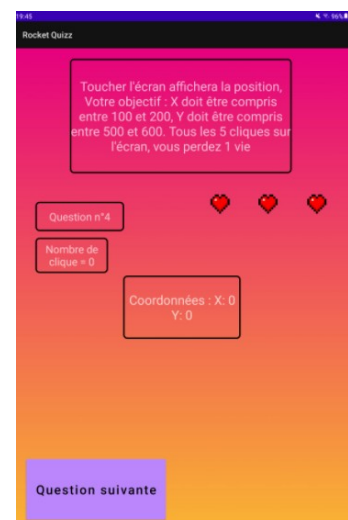 19:45
96%
Rocket Quizz
Toucher l'écran affichera la position,
Votre objectif : X doit être compris
entre 100 et 200, Y doit être compris
entre 500 et 600. Tous les 5 cliques sur
l'écran, vous perdez 1 vie
Question n°4
Nombre de
clique = 0
Coordonnées : X: 0
Y: 0
Question suivante